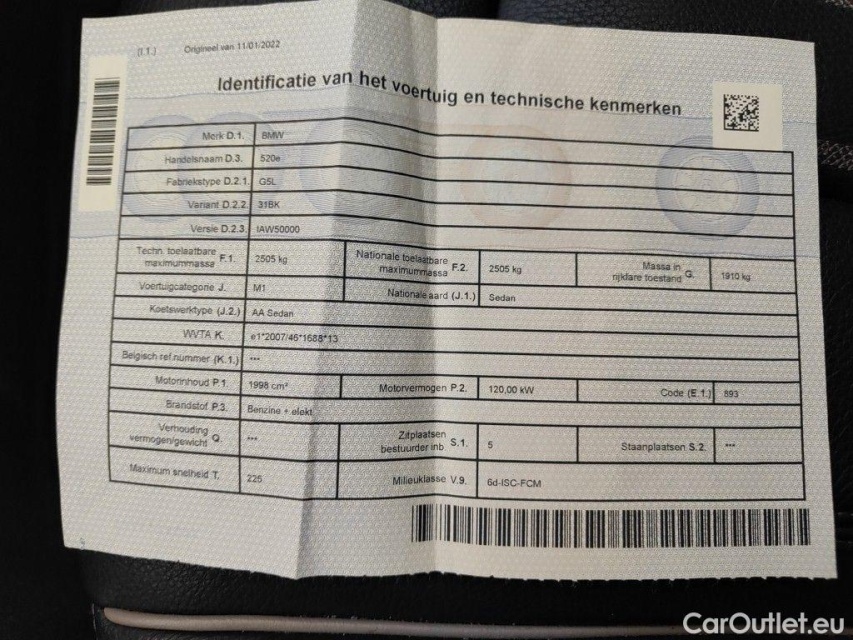 (I.1.) Origineel van 11/01/2022
Identificatie van het voertuig en technische kenmerken
Merk D.1. BMW
Handelsnaam D.3. 520e
Fabriekstype D.2.1. G5L
Variant D.2.2. 31BK
Versie D.2.3. IAW50000
Techn. toelaatbare
maximummassa F.1. 2505 kg
Nationale toelaatbare
maximummassa F.2. 2505 kg
Massa in
rijklare toestand G. 1910 kg
Voertuigcategorie J. M1 Nationale aard (J.1.) Sedan
Koetswerktype (J.2.) AA Sedan
WVTA K. e1*2007/46*1688*13
Belgisch ref.nummer (K.1.) ***
Motorinhoud P.1. 1998 cm³ Motorvermogen P.2. 120,00 kW Code (E.1.) 893
Brandstof P.3. Benzine + elekt
Verhouding
vermogen/gewicht Q. ***
Zitplaatsen
bestuurder inb. S.1. 5 Staanplaatsen S.2. ***
Maximum snelheid T. 225 Milieuklasse V.9. 6d-ISC-FCM
CarOutlet.eu